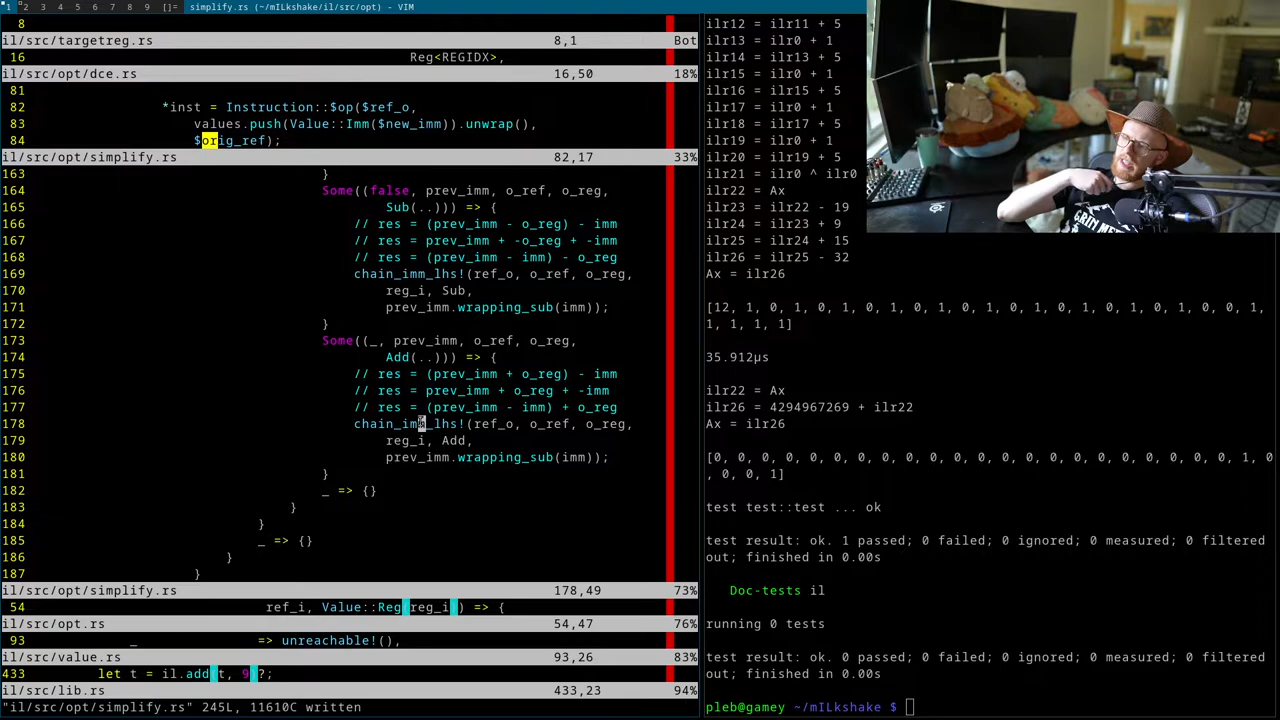 1 2 3 4 5 6 7 8 9 []= simplify.rs (~/mILkshake/il/src/opt) - VIM
8
il/src/targetreg.rs 8,1 Bot
16 Reg<REGIDX>,
il/src/opt/dce.rs 16,50 18%
81
82 *inst = Instruction::$op($ref_o,
83 values.push(Value::Imm($new_imm)).unwrap(),
84 $orig_ref);
il/src/opt/simplify.rs 82,17 33%
163 }
164 Some((false, prev_imm, o_ref, o_reg,
165 Sub(..))) => {
166 // res = (prev_imm - o_reg) - imm
167 // res = prev_imm + -o_reg + -imm
168 // res = (prev_imm - imm) - o_reg
169 chain_imm_lhs!(ref_o, o_ref, o_reg,
170 reg_i, Sub,
171 prev_imm.wrapping_sub(imm));
172 }
173 Some((_, prev_imm, o_ref, o_reg,
174 Add(..))) => {
175 // res = (prev_imm + o_reg) - imm
176 // res = prev_imm + o_reg + -imm
177 // res = (prev_imm - imm) + o_reg
178 chain_imm_lhs!(ref_o, o_ref, o_reg,
179 reg_i, Add,
180 prev_imm.wrapping_sub(imm));
181 }
182 _ => {}
183 }
184 }
185 _ => {}
186 }
187 }
il/src/opt/simplify.rs 178,49 73%
54 ref_i, Value::Reg(reg_i)) => {
il/src/opt.rs 54,47 76%
93 _ => unreachable!(),
il/src/value.rs 93,26 83%
433 let t = il.add(t, 9)?;
il/src/lib.rs 433,23 94%
"il/src/opt/simplify.rs" 245L, 11610C written
ilr12 = ilr11 + 5
ilr13 = ilr0 + 1
ilr14 = ilr13 + 5
ilr15 = ilr0 + 1
ilr16 = ilr15 + 5
ilr17 = ilr0 + 1
ilr18 = ilr17 + 5
ilr19 = ilr0 + 1
ilr20 = ilr19 + 5
ilr21 = ilr0 ^ ilr0
ilr22 = Ax
ilr23 = ilr22 - 19
ilr24 = ilr23 + 9
ilr25 = ilr24 + 15
ilr26 = ilr25 - 32
Ax = ilr26
[12, 1, 0, 1, 0, 1, 0, 1, 0, 1, 0, 1, 0, 1, 0, 1, 0, 1, 0, 0, 1,
1, 1, 1, 1]
35.912µs
ilr22 = Ax
ilr26 = 4294967269 + ilr22
Ax = ilr26
[0, 0, 0, 0, 0, 0, 0, 0, 0, 0, 0, 0, 0, 0, 0, 0, 0, 0, 0, 1, 0
, 0, 0, 1]
test test::test ... ok
test result: ok. 1 passed; 0 failed; 0 ignored; 0 measured; 0 filtered
out; finished in 0.00s
Doc-tests il
running 0 tests
test result: ok. 0 passed; 0 failed; 0 ignored; 0 measured; 0 filtered
out; finished in 0.00s
pleb@gamey ~/mILkshake $